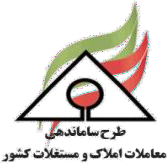 طرح ساماندهی
معاملات املاک و مستغلات کشور